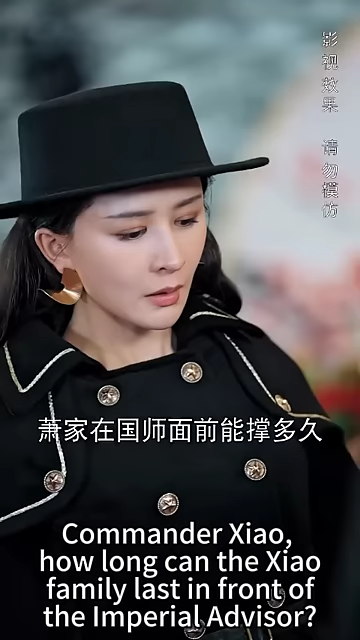 影视效果 请勿模仿
萧家在国师面前能撑多久
Commander Xiao,
how long can the Xiao
family last in front of
the Imperial Advisor?